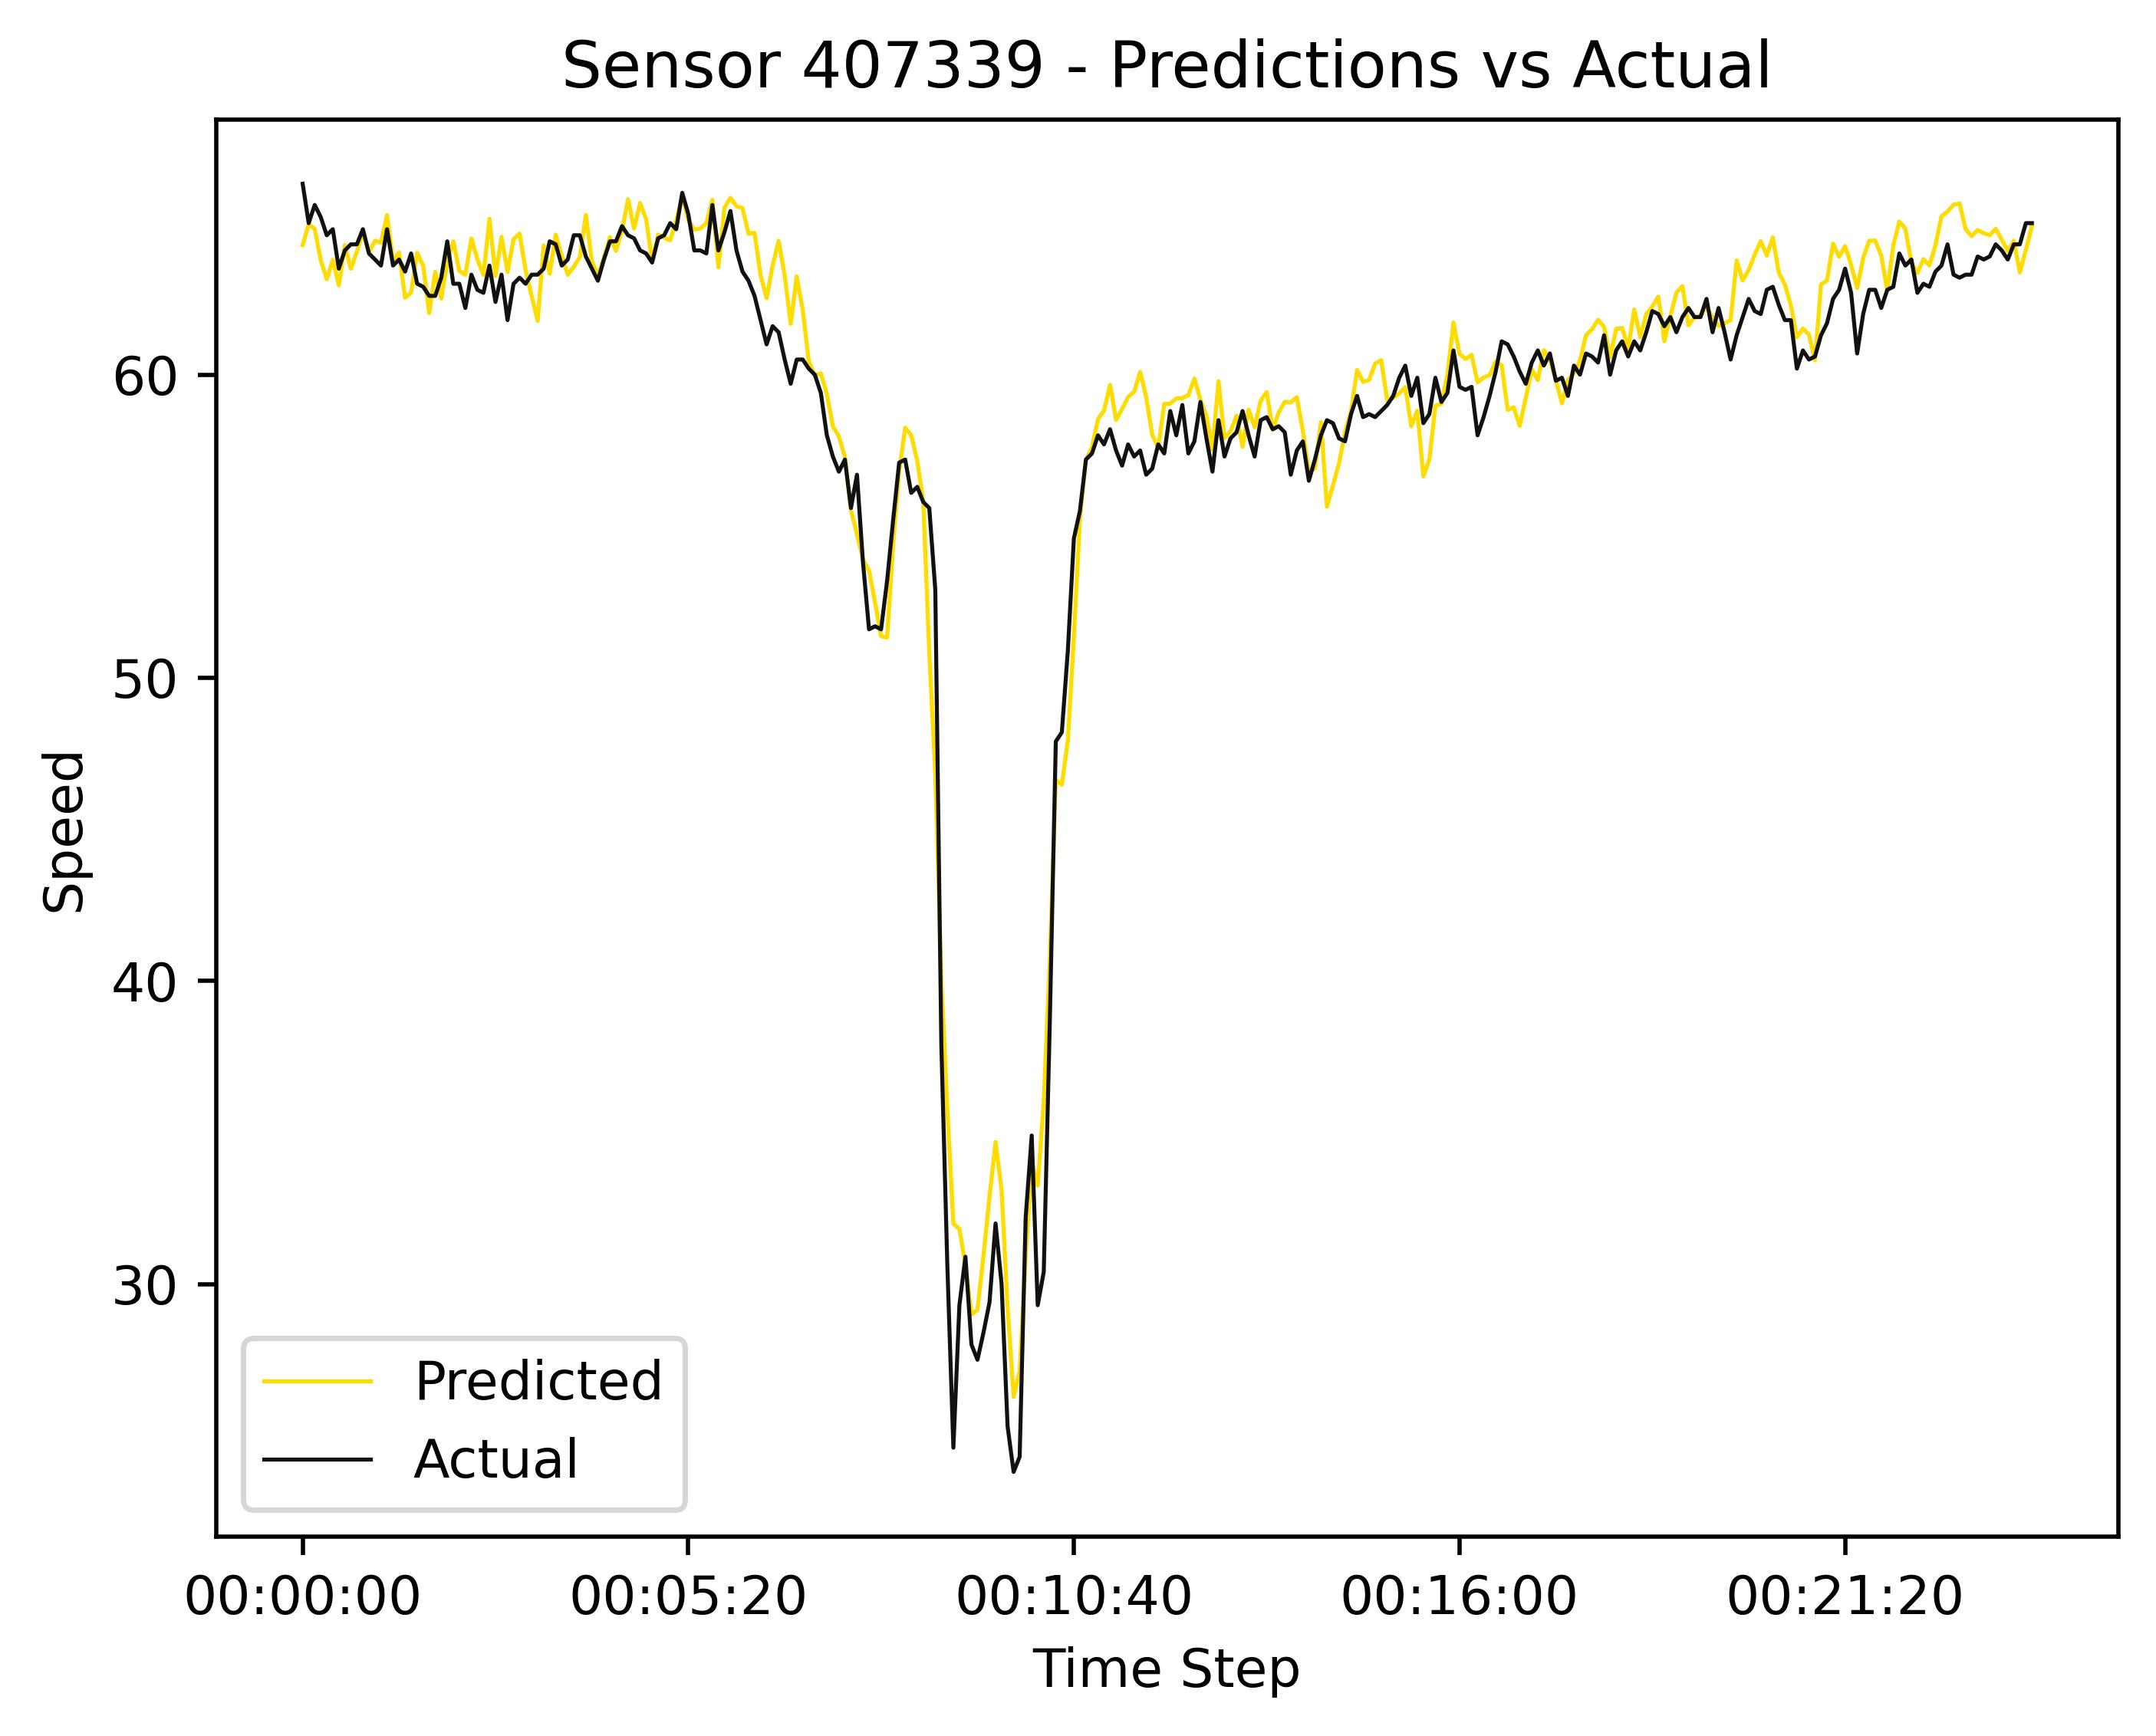 Sensor 407339 - Predictions vs Actual
60
50
40
30
Speed
Predicted
Actual
00:00:00 00:05:20 00:10:40 00:16:00 00:21:20
Time Step